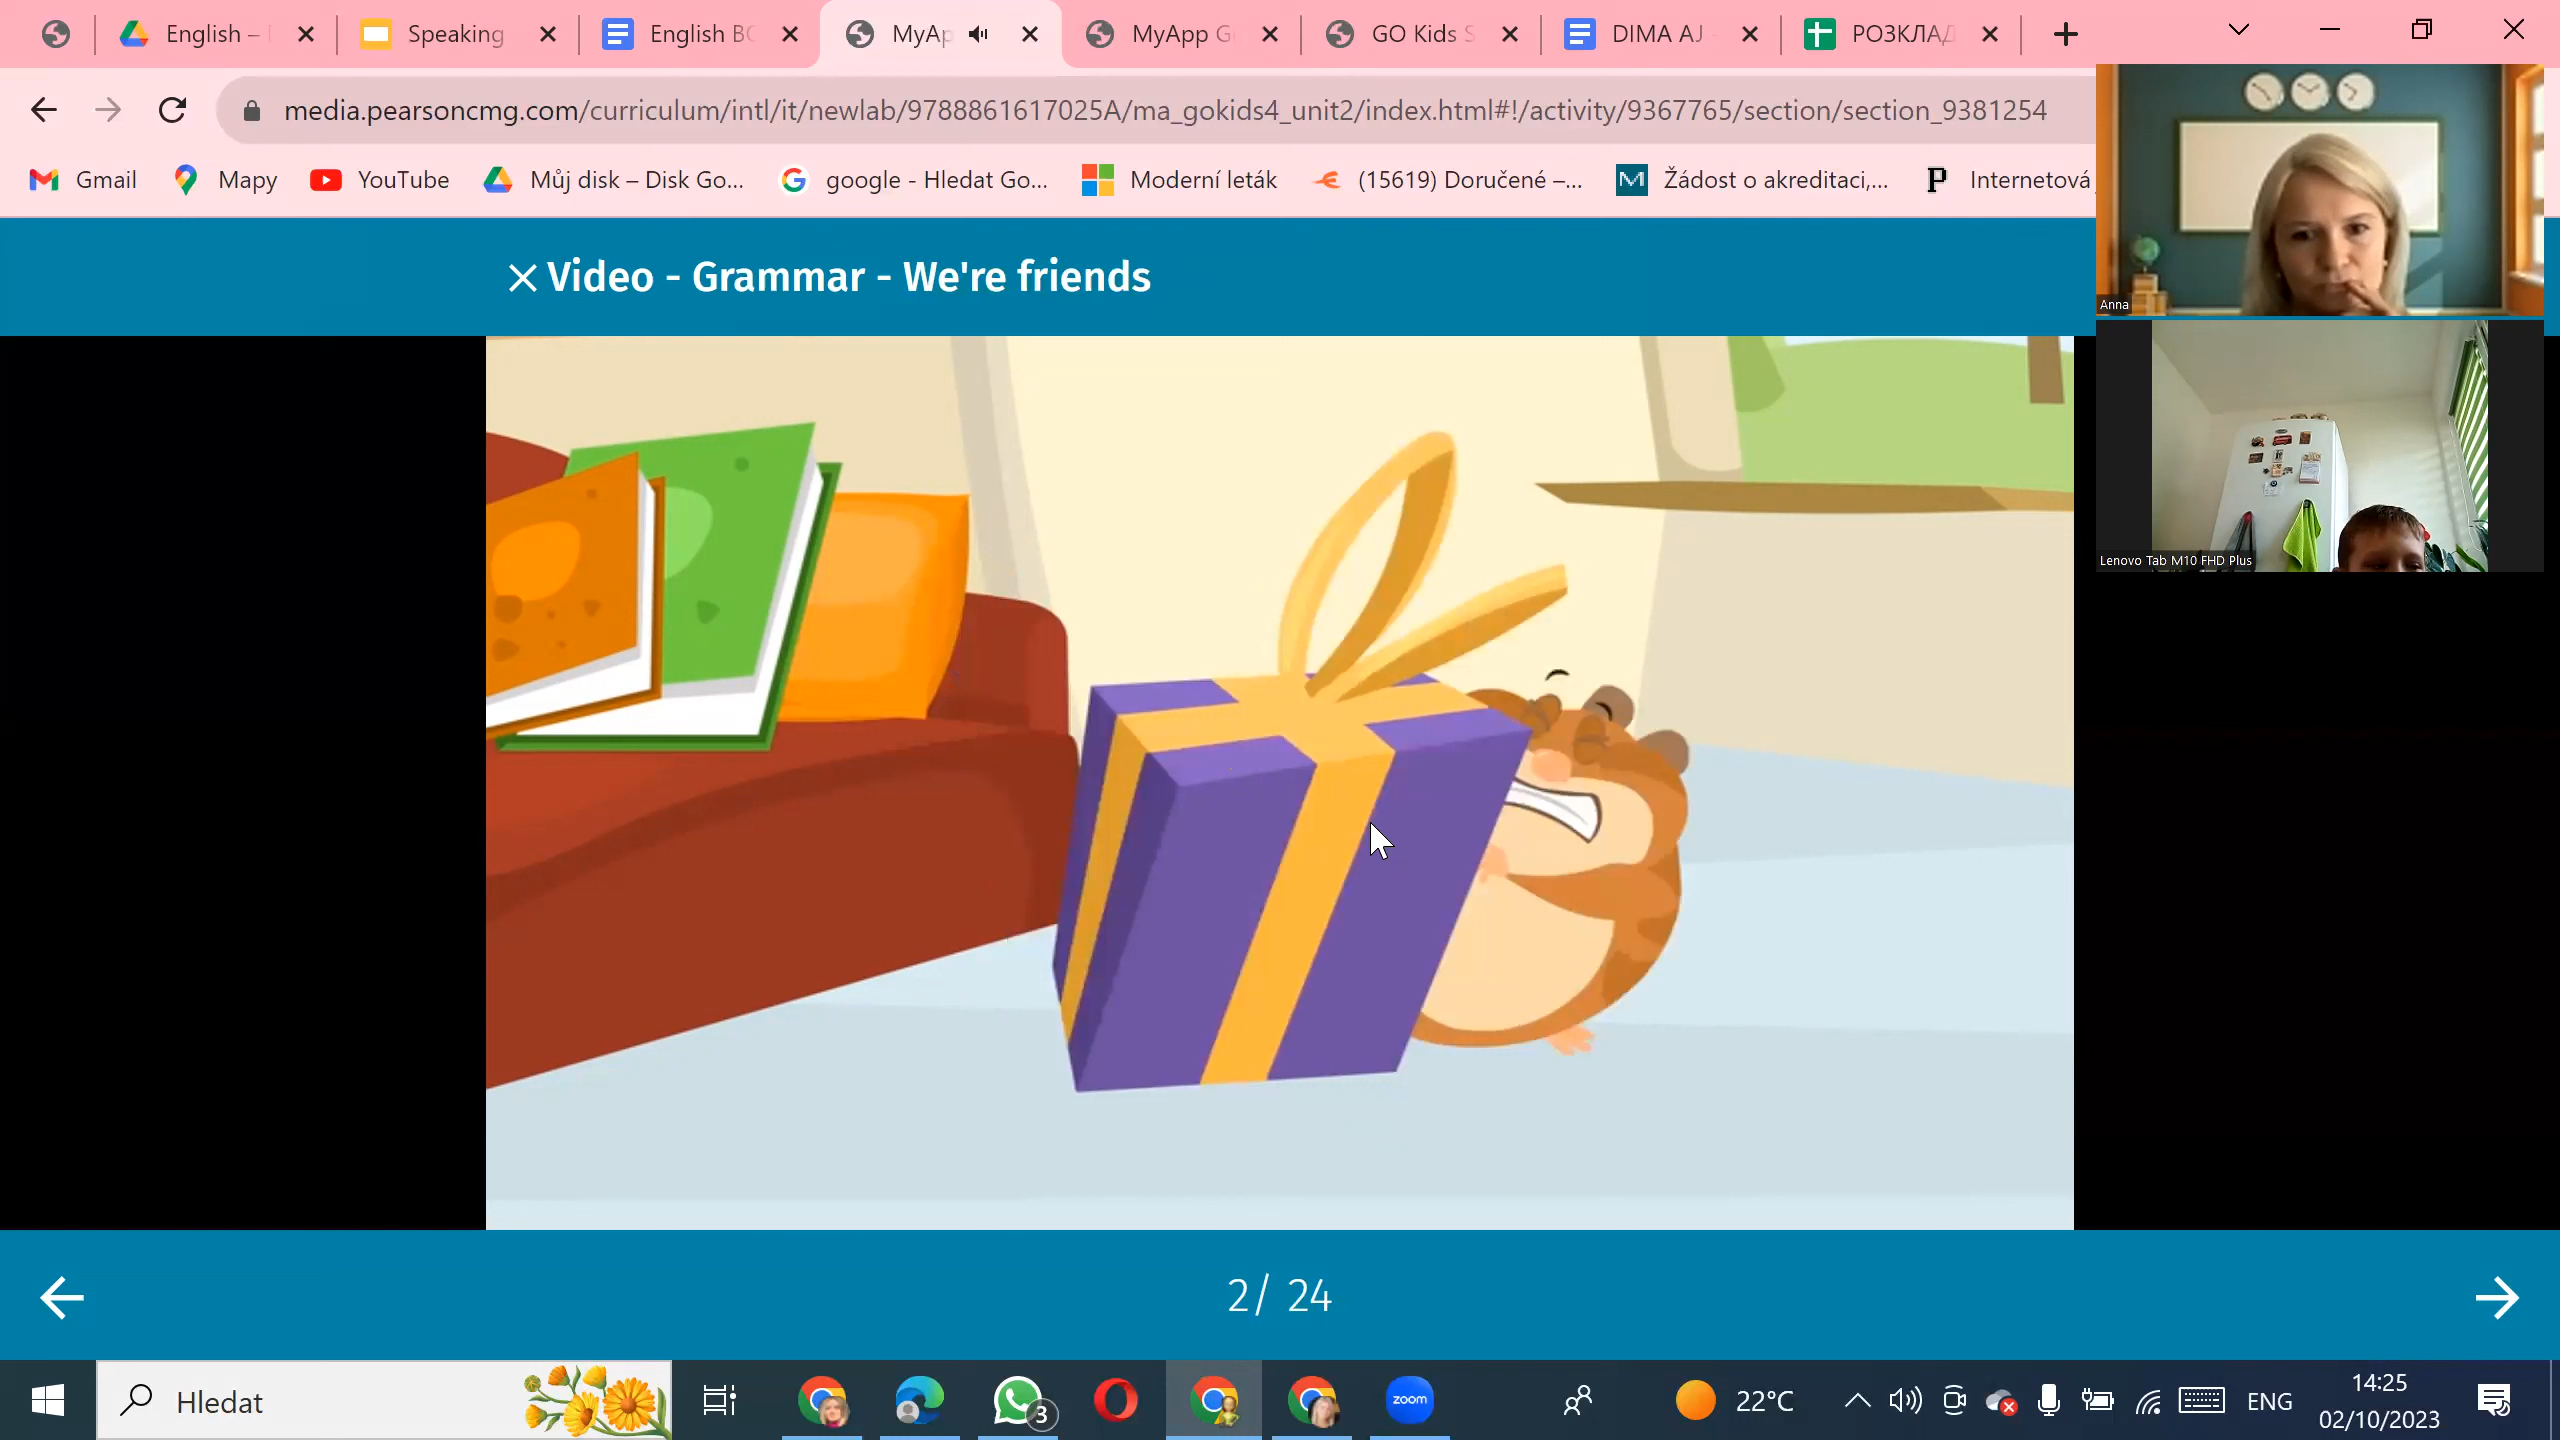 English –
Speaking
English BC
MyAp
MyApp G
GO Kids S
DIMA AJ
РОЗКЛАД
media.pearsoncmg.com/curriculum/intl/it/newlab/9788861617025A/ma_gokids4_unit2/index.html#!/activity/9367765/section/section_9381254
Gmail
Mapy
YouTube
Můj disk – Disk Go...
google - Hledat Go...
Moderní leták
(15619) Doručené –...
Žádost o akreditaci,...
Internetová
Anna
Video - Grammar - We're friends
Lenovo Tab M10 FHD Plus
2/ 24
Hledat
3
zoom
22°C
ENG
14:25
02/10/2023